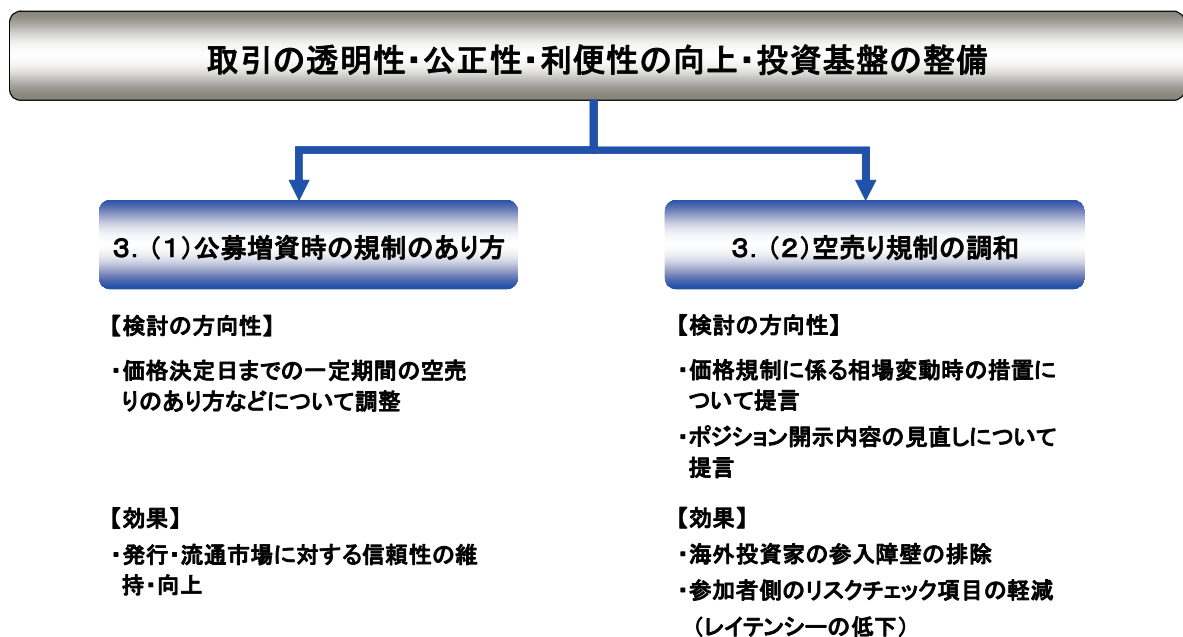 取引の透明性・公正性・利便性の向上・投資基盤の整備
3．（1）公募増資時の規制のあり方
【検討の方向性】
・価格決定日までの一定期間の空売
りのあり方などについて調整
【効果】
・発行・流通市場に対する信頼性の維
持・向上
3．（2）空売り規制の調和
【検討の方向性】
・価格規制に係る相場変動時の措置に
ついて提言
・ポジション開示内容の見直しについて
提言
【効果】
・海外投資家の参入障壁の排除
・参加者側のリスクチェック項目の軽減
（レイテンシーの低下）